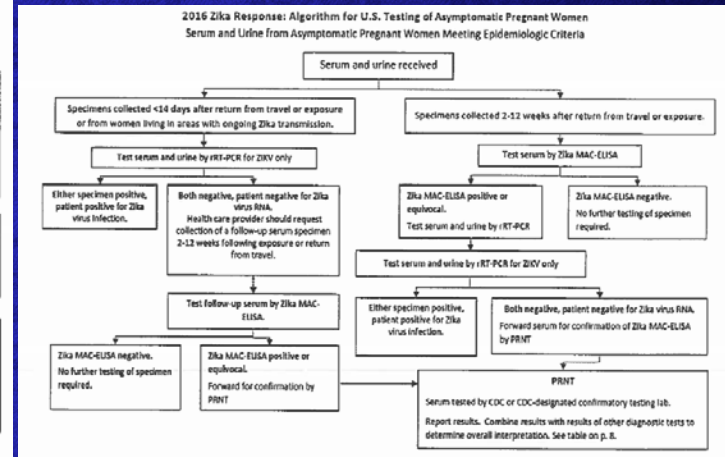 2016 Zika Response: Algorithm for U.S. Testing of Asymptomatic Pregnant Women
Serum and Urine from Asymptomatic Pregnant Women Meeting Epidemiologic Criteria
Serum and urine received
Specimens collected <14 days after return from travel or exposure
or from women living in areas with ongoing Zika transmission.
Specimens collected 2-12 weeks after return from travel or exposure.
Test serum and urine by rRT-PCR for ZIKV only
Test serum by Zika MAC-ELISA
Either specimen positive,
patient positive for Zika
virus infection.
Both negative, patient negative for Zika
virus RNA.
Health care provider should request
collection of a follow-up serum specimen
2-12 weeks following exposure or return
from travel.
Zika MAC-ELISA positive or
equivocal.
Test serum and urine by rRT-PCR
Zika MAC-ELISA negative.
No further testing of specimen
required.
Test serum and urine by rRT-PCR for ZIKV only
Test follow-up serum by Zika MAC-
ELISA.
Either specimen positive,
patient positive for Zika
virus infection.
Both negative, patient negative for Zika virus RNA.
Forward serum for confirmation of Zika MAC-ELISA
by PRNT
Zika MAC-ELISA negative.
No further testing of specimen
required.
Zika MAC-ELISA positive or
equivocal.
Forward for confirmation by
PRNT
PRNT
Serum tested by CDC or CDC-designated confirmatory testing lab.
Report results. Combine results with results of other diagnostic tests to
determine overall interpretation. See table on p. 8.